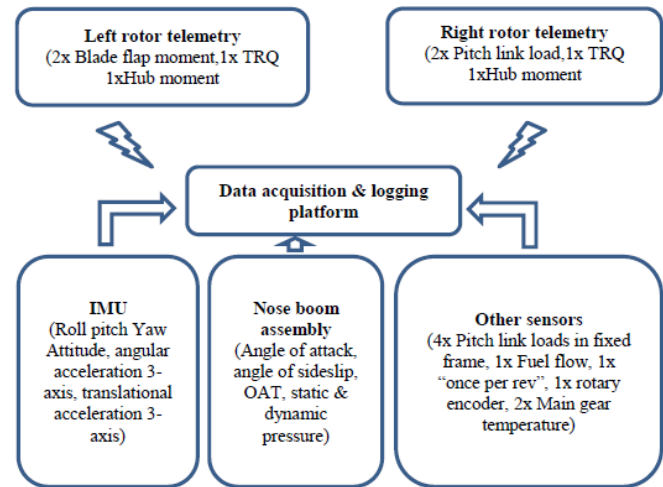 Left rotor telemetry
(2x Blade flap moment,1x TRQ
1xHub moment
Right rotor telemetry
(2x Pitch link load,1x TRQ
1xHub moment
Data acquisition & logging
platform
IMU
(Roll pitch Yaw
Attitude, angular
acceleration 3-
axis, translational
acceleration 3-
axis)
Nose boom
assembly
(Angle of attack,
angle of sideslip,
OAT, static &
dynamic
pressure)
Other sensors
(4x Pitch link loads in fixed
frame, 1x Fuel flow, 1x
“once per rev”, 1x rotary
encoder, 2x Main gear
temperature)